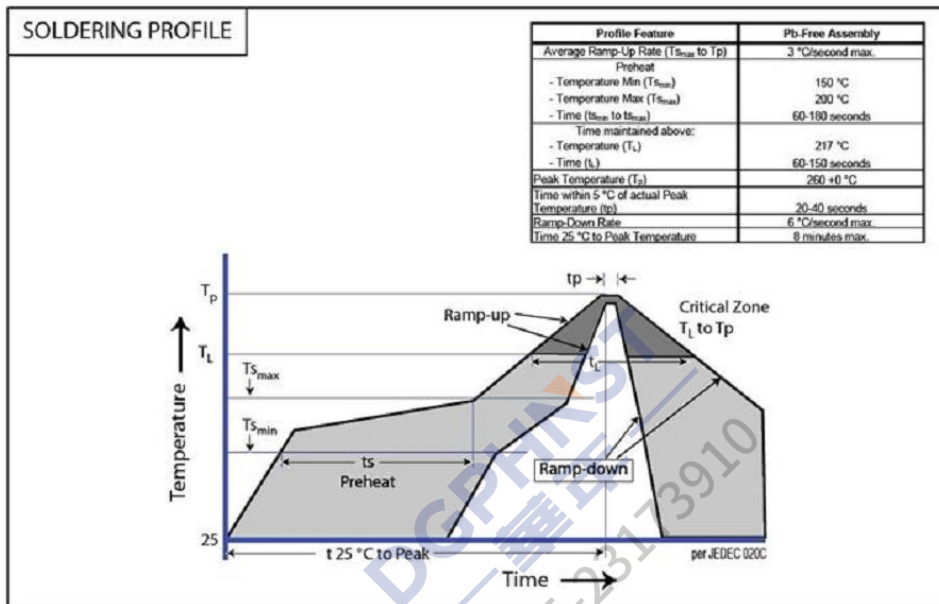 SOLDERING PROFILE
Profile Feature Pb-Free Assembly
Average Ramp-Up Rate (Tsmax to Tp) 3 °C/second max.
Preheat
- Temperature Min (Tsmin) 150 °C
- Temperature Max (Tsmax) 200 °C
- Time (tsmin to tsmax) 60-180 seconds
Time maintained above:
- Temperature (TL) 217 °C
- Time (tL) 60-150 seconds
Peak Temperature (Tp) 260 +0 °C
Time within 5 °C of actual Peak
Temperature (tp) 20-40 seconds
Ramp-Down Rate 6 °C/second max.
Time 25 °C to Peak Temperature 8 minutes max.
tp
Tp
Ramp-up
Critical Zone
TL to Tp
TL
tL
Tsmax
Tsmin
Temperature
ts
Preheat
Ramp-down
25
t 25 °C to Peak
per JEDEC 020C
Time
DGPHNST
23173910